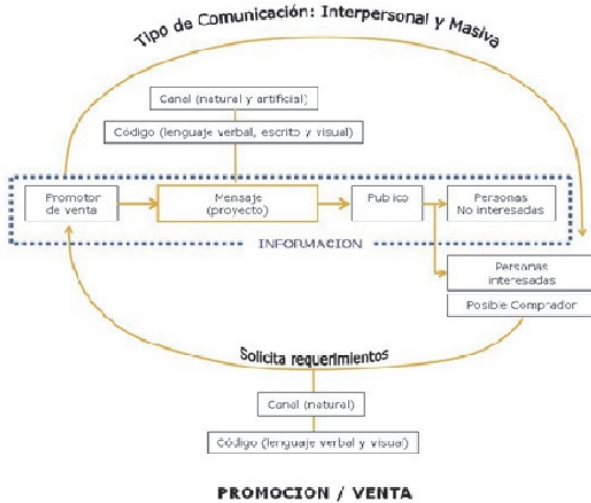 Tipo de Comunicación: Interpersonal y Masiva
Canal (natural y artificial)
Código (lenguaje verbal, escrito y visual)
Promotor
de venta
Mensaje
(proyecto)
Publico
Personas
No interesadas
INFORMACION
Personas
interesadas
Posible Comprador
Solicita requerimientos
Canal (natural)
Código (lenguaje verbal y visual)
PROMOCION / VENTA